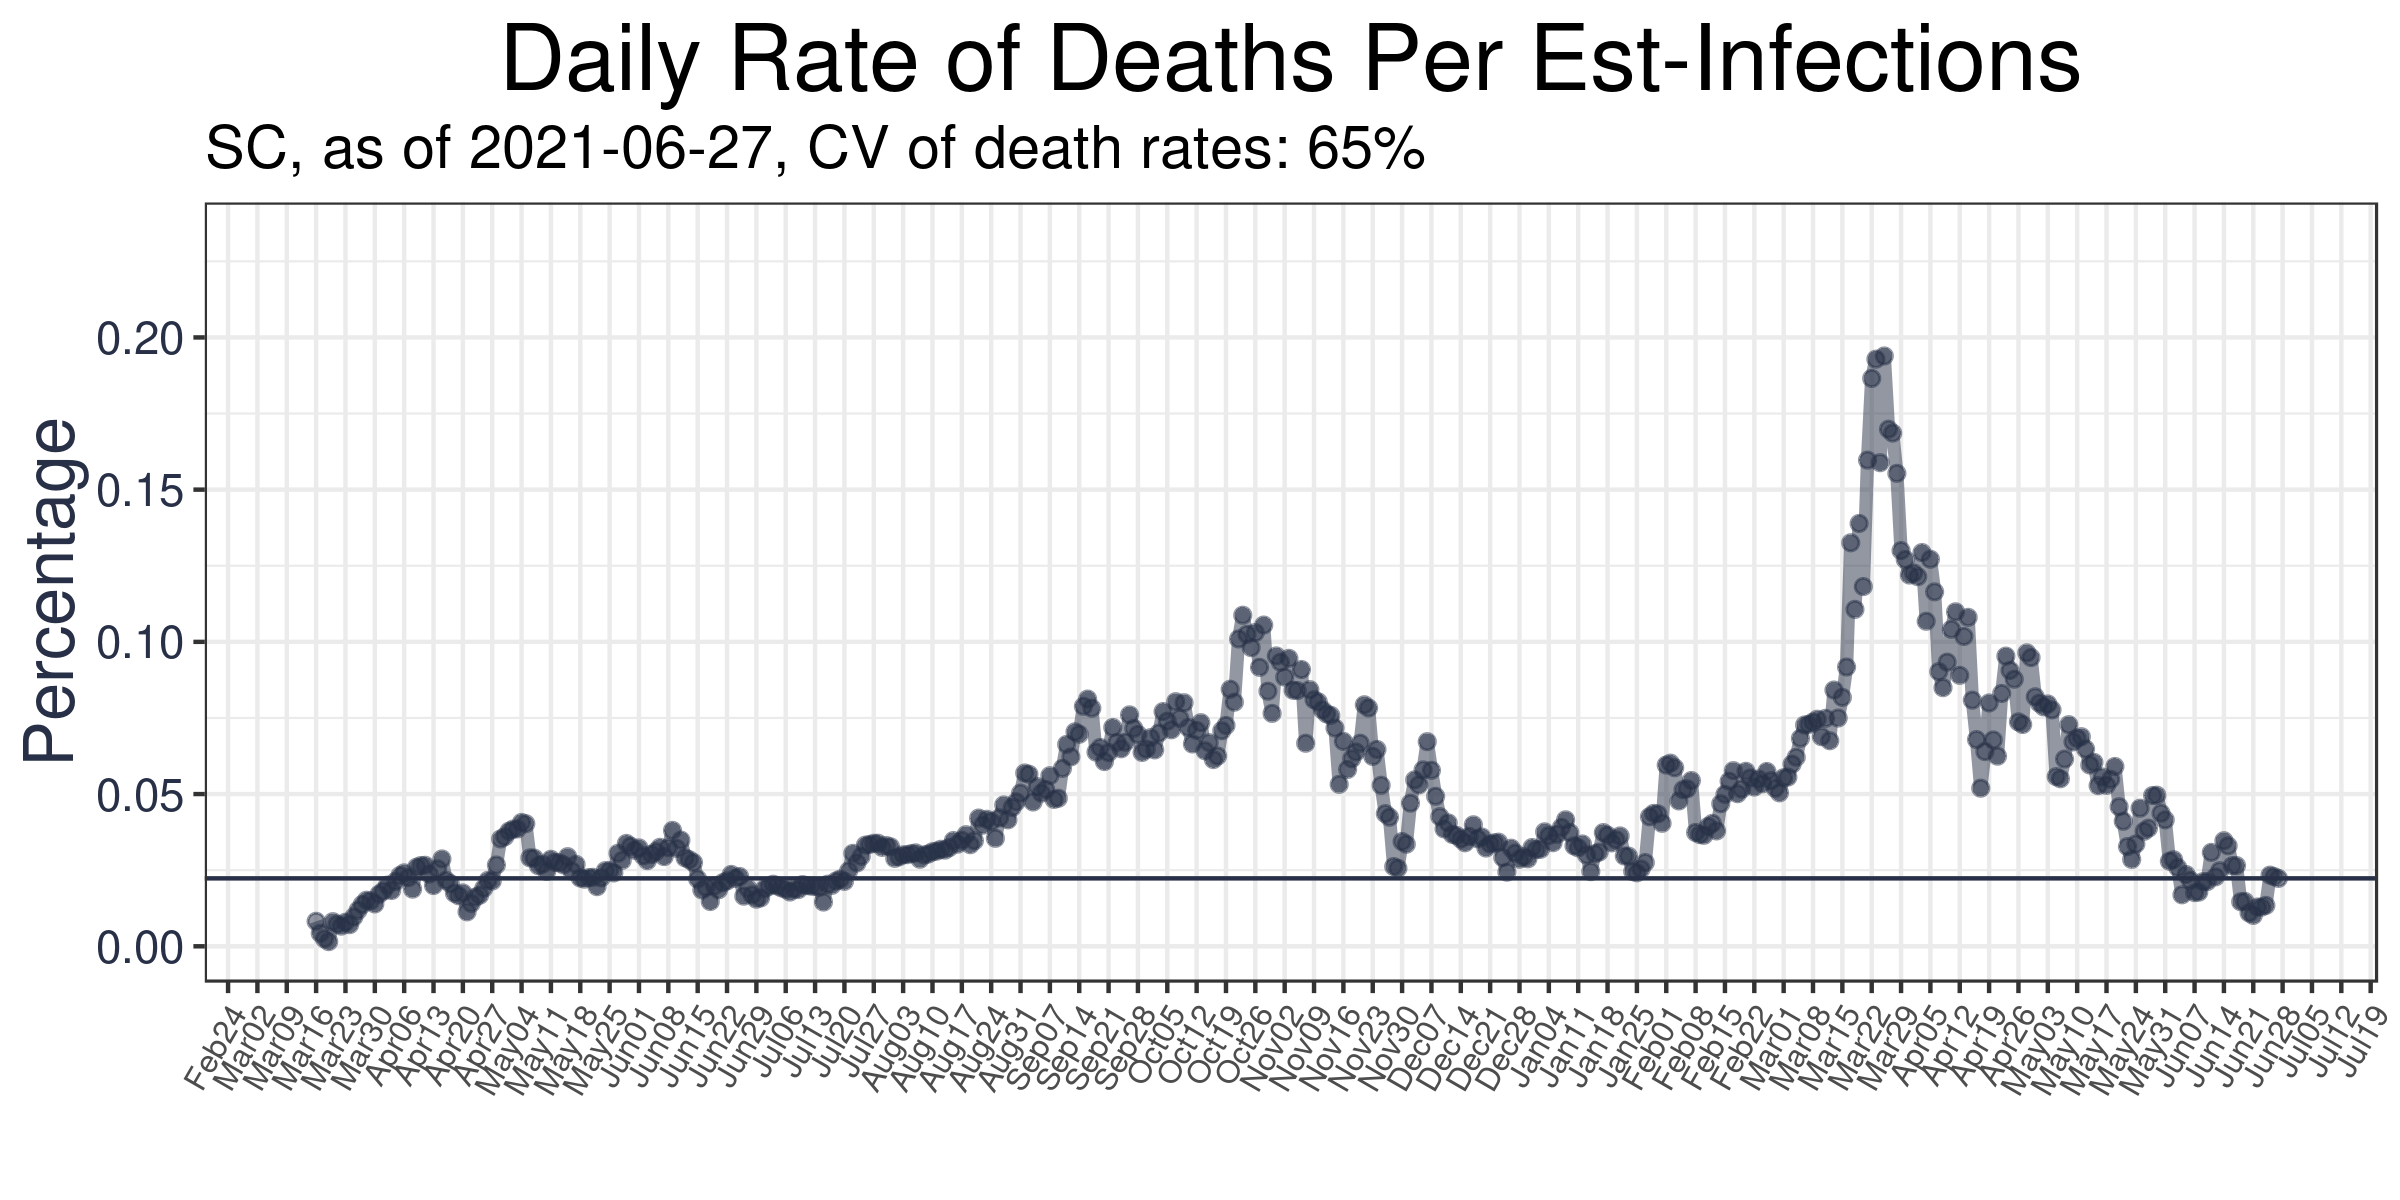 Daily Rate of Deaths Per Est-Infections
SC, as of 2021-06-27, CV of death rates: 65%
Percentage
0.20
0.15
0.10
0.05
0.00
Feb24
Mar02
Mar09
Mar16
Mar23
Mar30
Apr06
Apr13
Apr20
Apr27
May04
May11
May18
May25
Jun01
Jun08
Jun15
Jun22
Jun29
Jul06
Jul13
Jul20
Jul27
Aug03
Aug10
Aug17
Aug24
Aug31
Sep07
Sep14
Sep21
Sep28
Oct05
Oct12
Oct19
Oct26
Nov02
Nov09
Nov16
Nov23
Nov30
Dec07
Dec14
Dec21
Dec28
Jan04
Jan11
Jan18
Jan25
Feb01
Feb08
Feb15
Feb22
Mar01
Mar08
Mar15
Mar22
Mar29
Apr05
Apr12
Apr19
Apr26
May03
May10
May17
May24
May31
Jun07
Jun14
Jun21
Jun28
Jul05
Jul12
Jul19